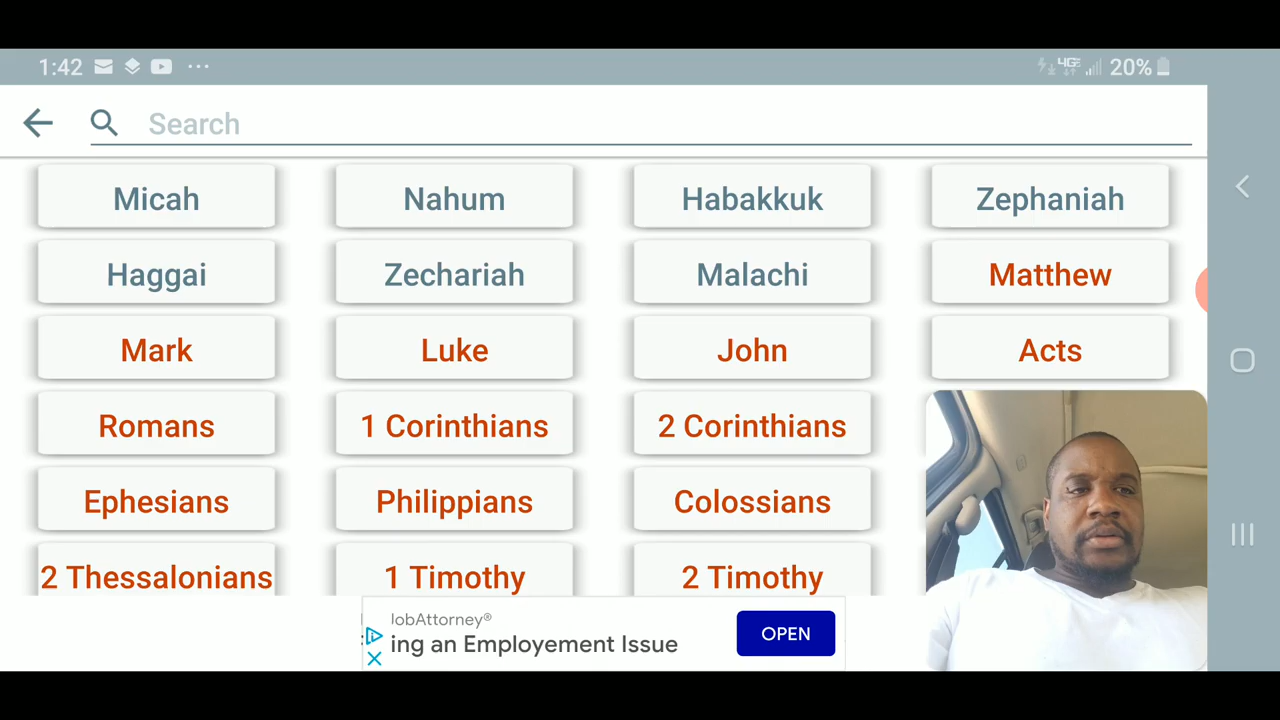 1:42 ... 4GE 20%
Search
Micah Nahum Habakkuk Zephaniah
Haggai Zechariah Malachi Matthew
Mark Luke John Acts
Romans 1 Corinthians 2 Corinthians
Ephesians Philippians Colossians
2 Thessalonians 1 Timothy 2 Timothy
JobAttorney®
ing an Employement Issue
OPEN